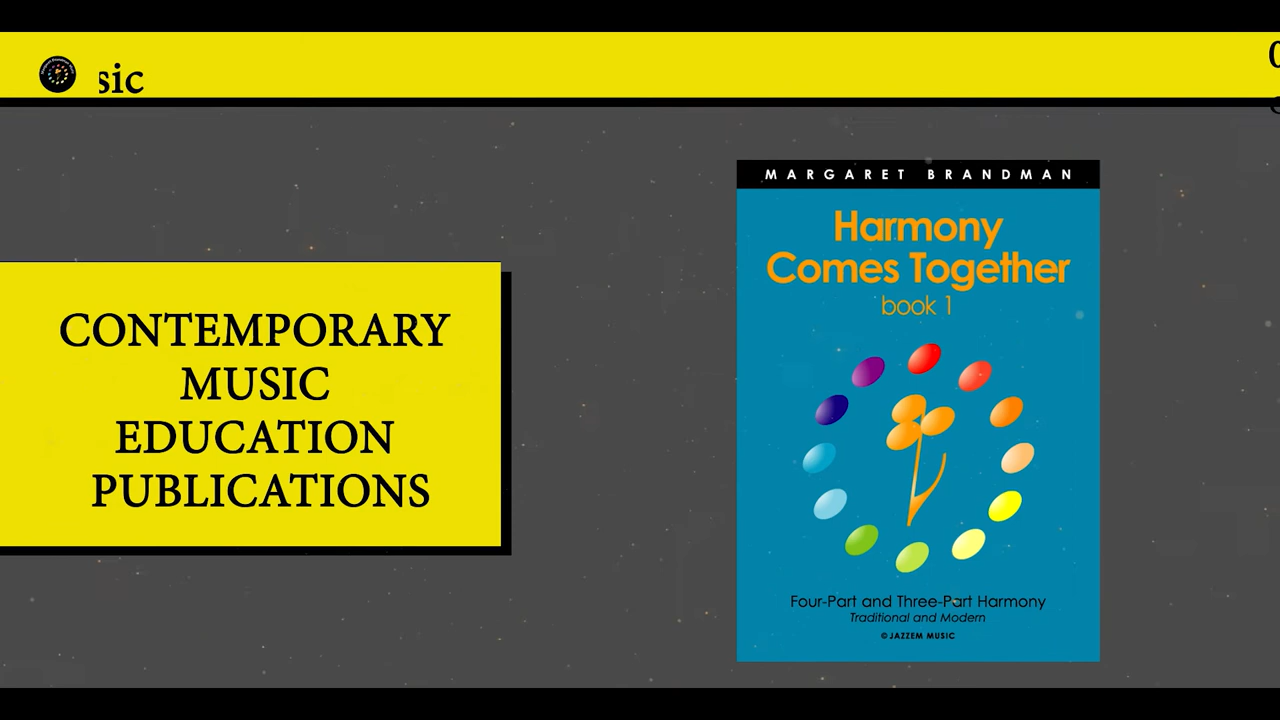 sic
CONTEMPORARY
MUSIC
EDUCATION
PUBLICATIONS
MARGARET BRANDMAN
Harmony
Comes Together
book 1
Four-Part and Three-Part Harmony
Traditional and Modern
© JAZZEM MUSIC